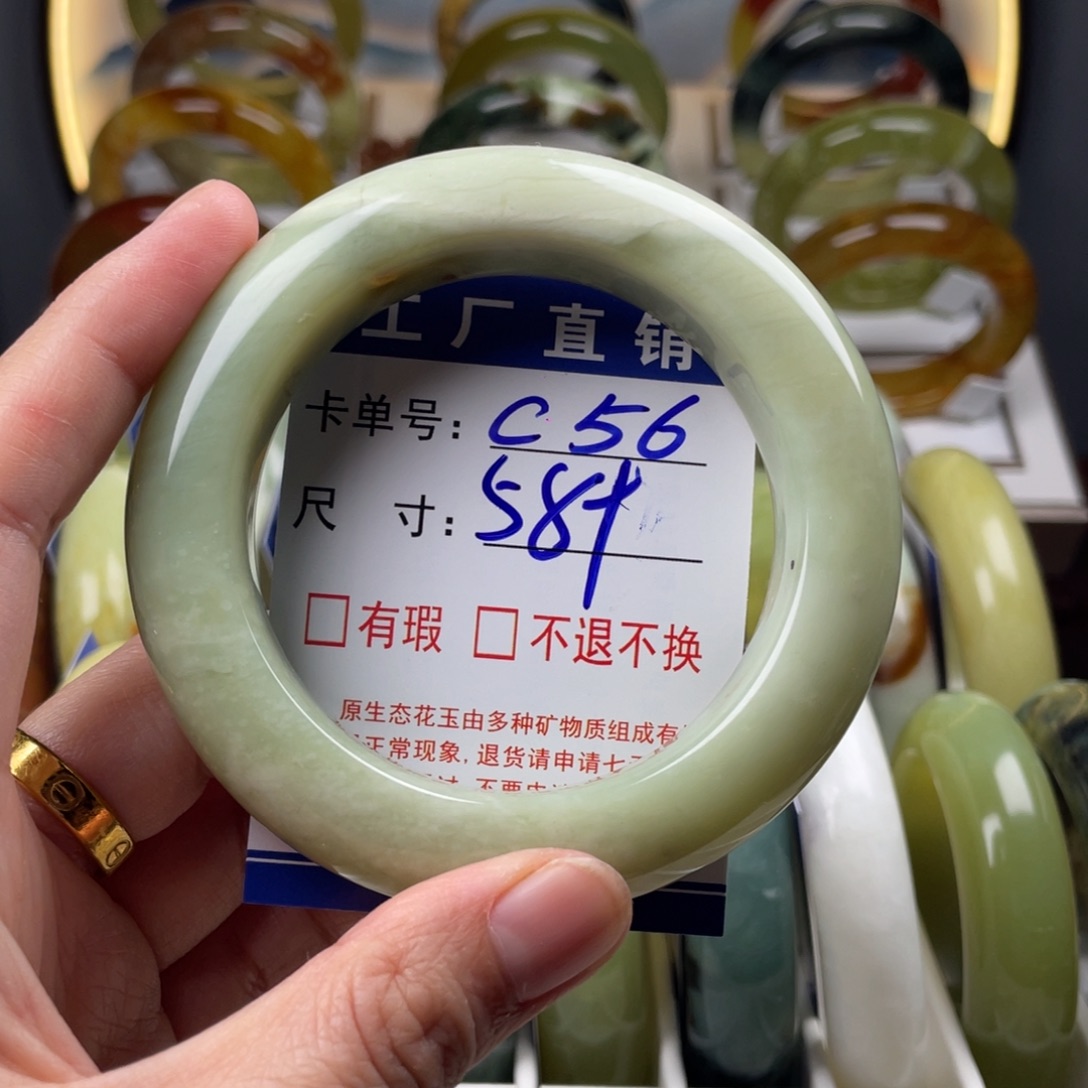 工厂直销
卡单号: C56
尺 寸: 58
□有瑕 □不退不换
原生态花玉由多种矿物质组成有
正常现象,退货请申请七